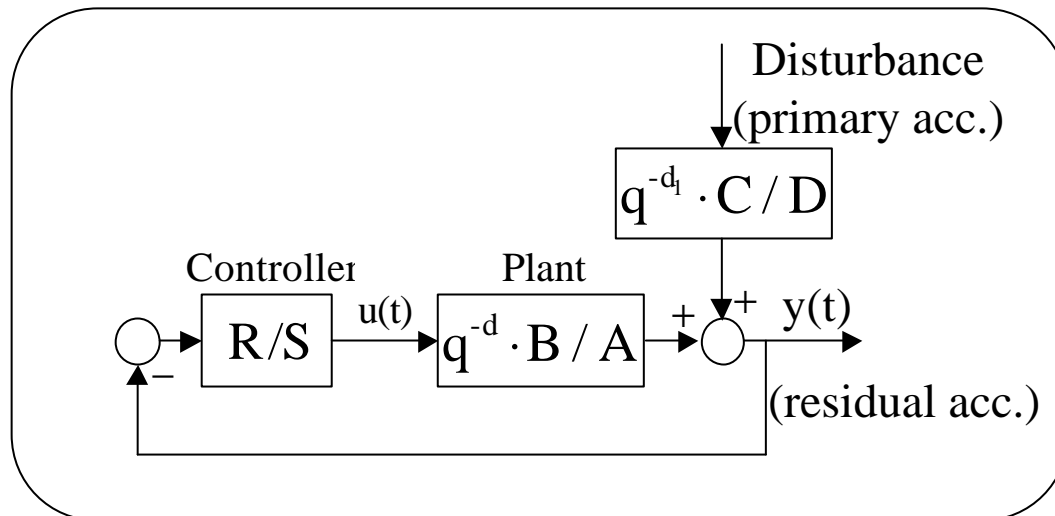 Disturbance
(primary acc.)
q^-d₁ · C / D
Controller
Plant
R/S
u(t)
q^-d · B / A
+
+
y(t)
−
(residual acc.)